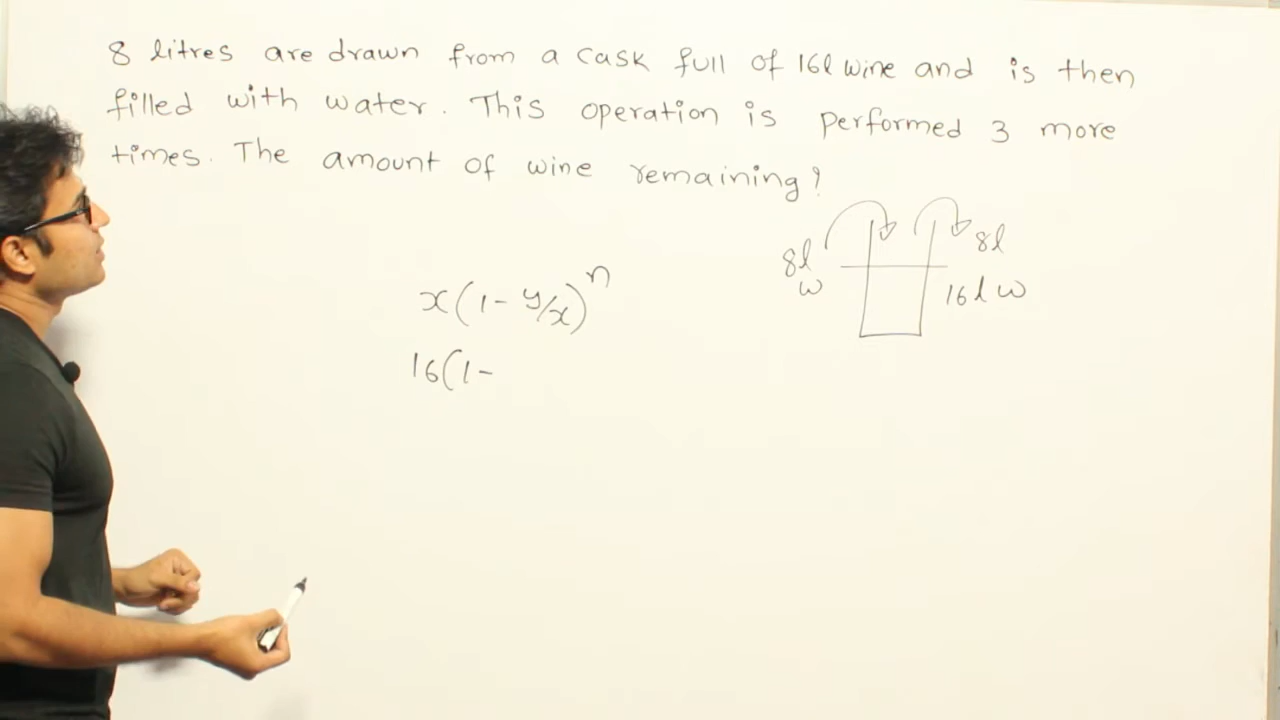 8 litres are drawn from a cask full of 16l wine and is then
filled with water. This operation is performed 3 more
times. The amount of wine remaining?
8l
w
8l
16l w
x(1 - y/x)^n
16(1 -